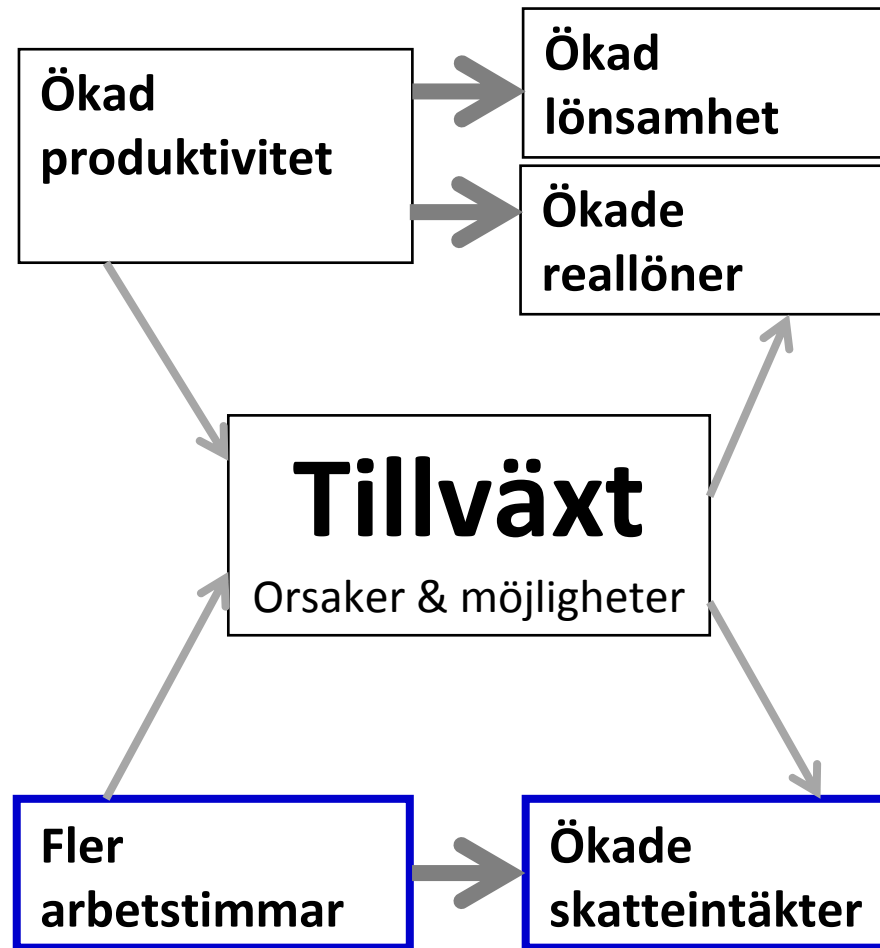 Ökad
produktivitet
Ökad
lönsamhet
Ökade
reallöner
Tillväxt
Orsaker & möjligheter
Fler
arbetstimmar
Ökade
skatteintäkter